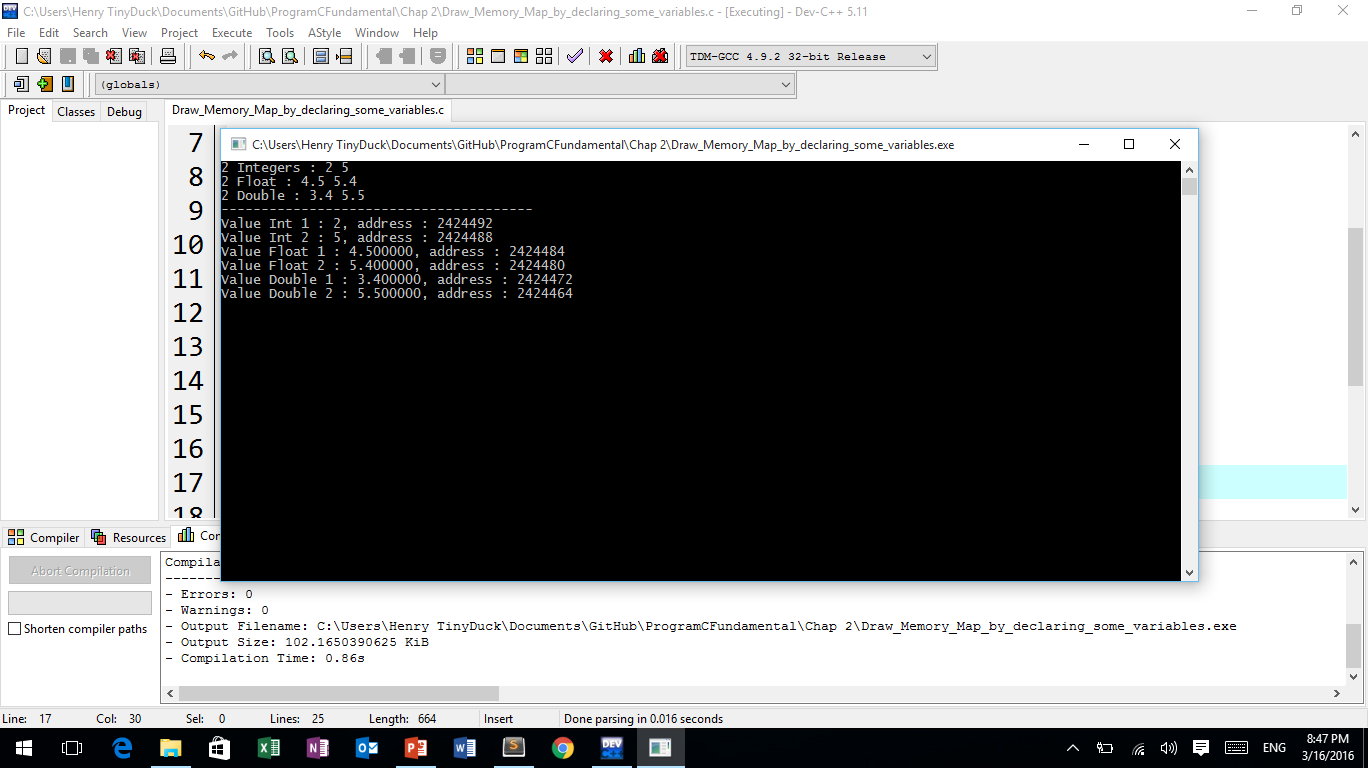 C:\Users\Henry TinyDuck\Documents\GitHub\ProgramCFundamental\Chap 2\Draw_Memory_Map_by_declaring_some_variables.c - [Executing] - Dev-C++ 5.11
File Edit Search View Project Execute Tools AStyle Window Help
TDM-GCC 4.9.2 32-bit Release
(globals)
Project Classes Debug
Draw_Memory_Map_by_declaring_some_variables.c
7
8
9
10
11
12
13
14
15
16
17
18
C:\Users\Henry TinyDuck\Documents\GitHub\ProgramCFundamental\Chap 2\Draw_Memory_Map_by_declaring_some_variables.exe
2 Integers : 2 5
2 Float : 4.5 5.4
2 Double : 3.4 5.5
---------------------------------------
Value Int 1 : 2, address : 2424492
Value Int 2 : 5, address : 2424488
Value Float 1 : 4.500000, address : 2424484
Value Float 2 : 5.400000, address : 2424480
Value Double 1 : 3.400000, address : 2424472
Value Double 2 : 5.500000, address : 2424464
Compiler Resources Con
Abort Compilation
Shorten compiler paths
Compila
-------
- Errors: 0
- Warnings: 0
- Output Filename: C:\Users\Henry TinyDuck\Documents\GitHub\ProgramCFundamental\Chap 2\Draw_Memory_Map_by_declaring_some_variables.exe
- Output Size: 102.1650390625 KiB
- Compilation Time: 0.86s
Line: 17 Col: 30 Sel: 0 Lines: 25 Length: 664 Insert Done parsing in 0.016 seconds
DEV
ENG
8:47 PM
3/16/2016